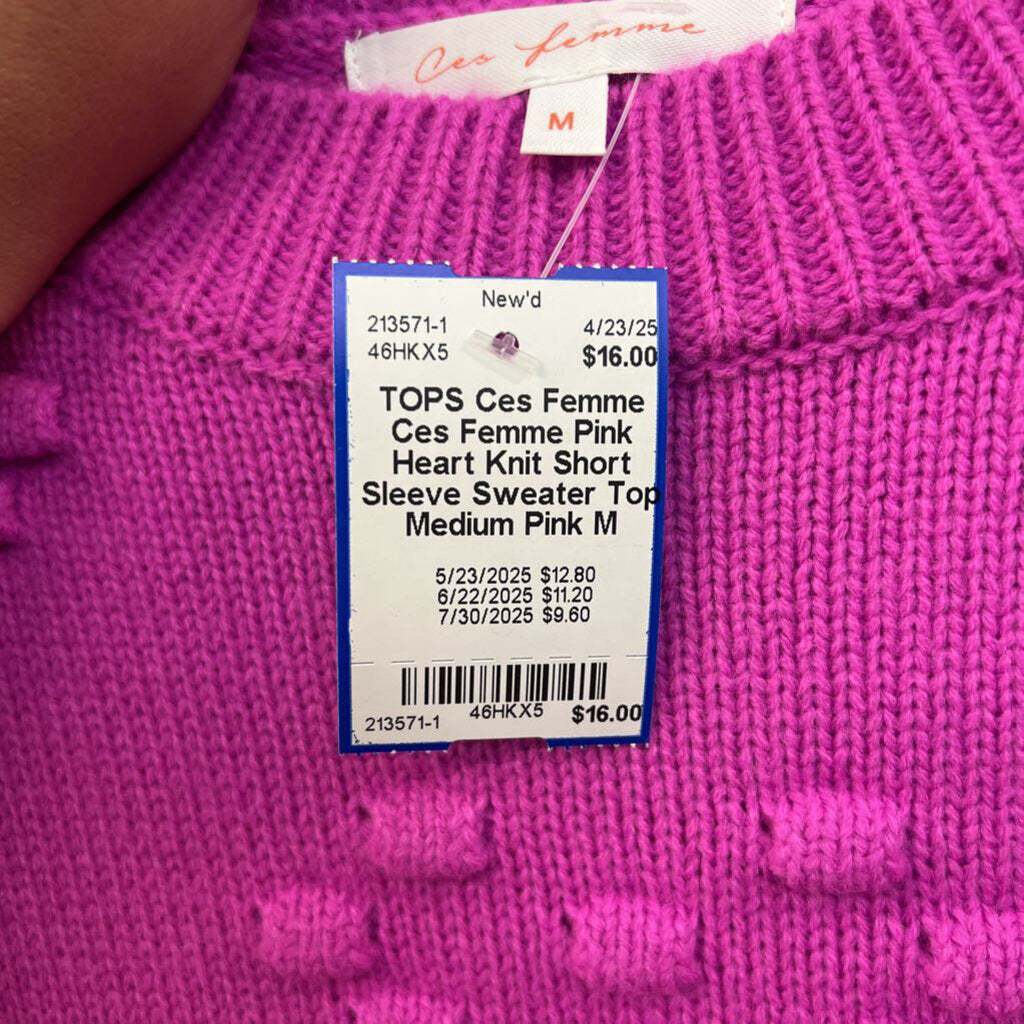 Ces femme
M
New'd
213571-1 4/23/25
46HKX5 $16.00
TOPS Ces Femme
Ces Femme Pink
Heart Knit Short
Sleeve Sweater Top
Medium Pink M
5/23/2025 $12.80
6/22/2025 $11.20
7/30/2025 $9.60
213571-1 46HKX5 $16.00